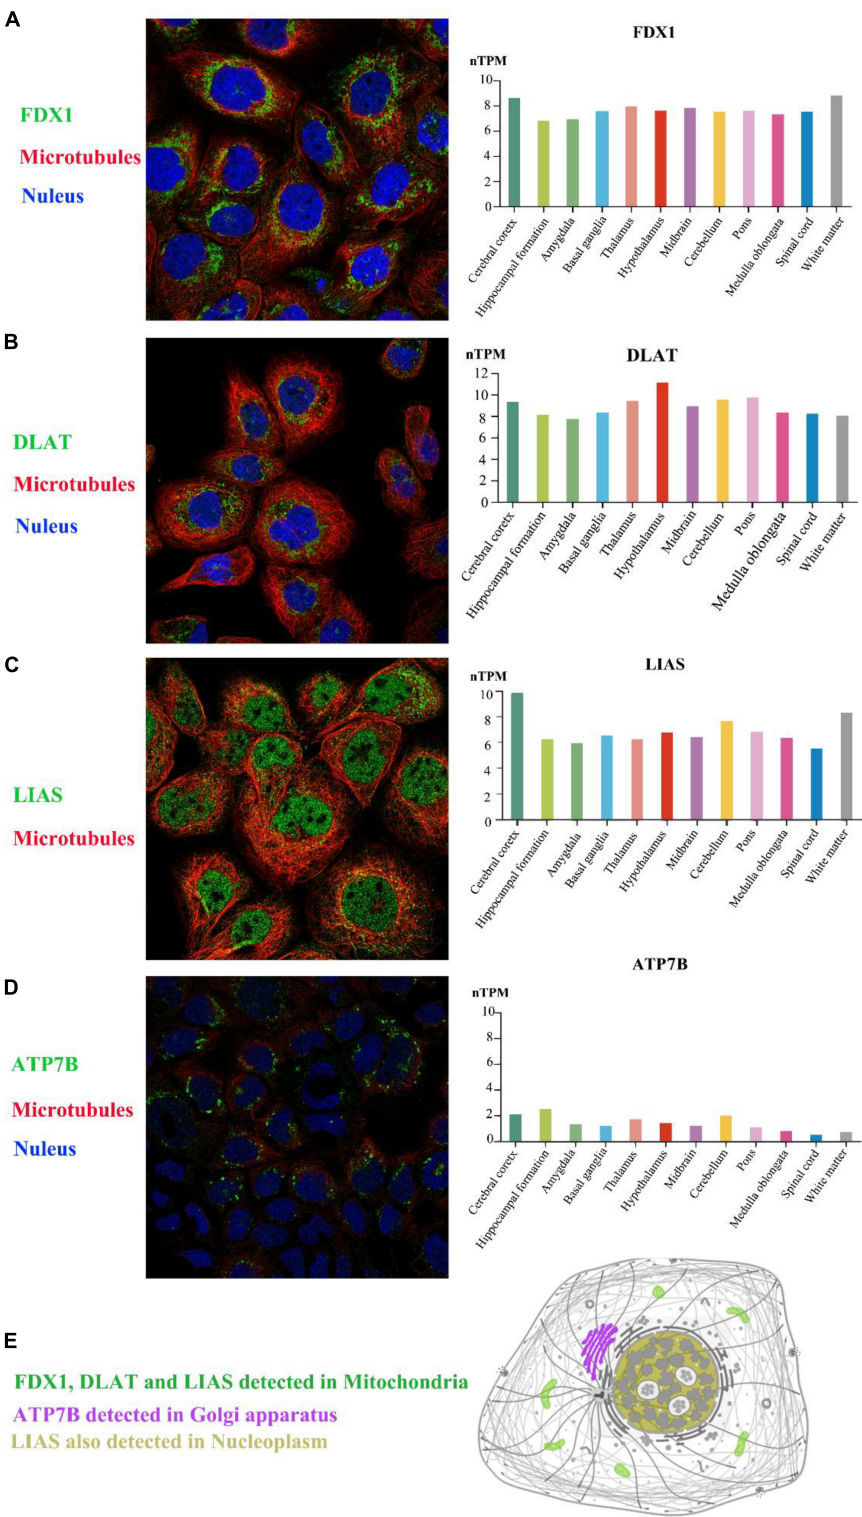 A
FDX1
Microtubules
Nuleus
FDX1
nTPM
10
8
6
4
2
0
Cerebral coretx
Hippocampal formation
Amygdala
Basal ganglia
Thalamus
Hypothalamus
Midbrain
Cerebellum
Pons
Medulla oblongata
Spinal cord
White matter
B
DLAT
Microtubules
Nuleus
DLAT
nTPM
12
10
8
6
4
2
0
Cerebral coretx
Hippocampal formation
Amygdala
Basal ganglia
Thalamus
Hypothalamus
Midbrain
Cerebellum
Pons
Medulla oblongata
Spinal cord
White matter
C
LIAS
Microtubules
LIAS
nTPM
10
8
6
4
2
0
Cerebral coretx
Hippocampal formation
Amygdala
Basal ganglia
Thalamus
Hypothalamus
Midbrain
Cerebellum
Pons
Medulla oblongata
Spinal cord
White matter
D
ATP7B
Microtubules
Nuleus
ATP7B
nTPM
10
8
6
4
2
0
Cerebral coretx
Hippocampal formation
Amygdala
Basal ganglia
Thalamus
Hypothalamus
Midbrain
Cerebellum
Pons
Medulla oblongata
Spinal cord
White matter
E
FDX1, DLAT and LIAS detected in Mitochondria
ATP7B detected in Golgi apparatus
LIAS also detected in Nucleoplasm